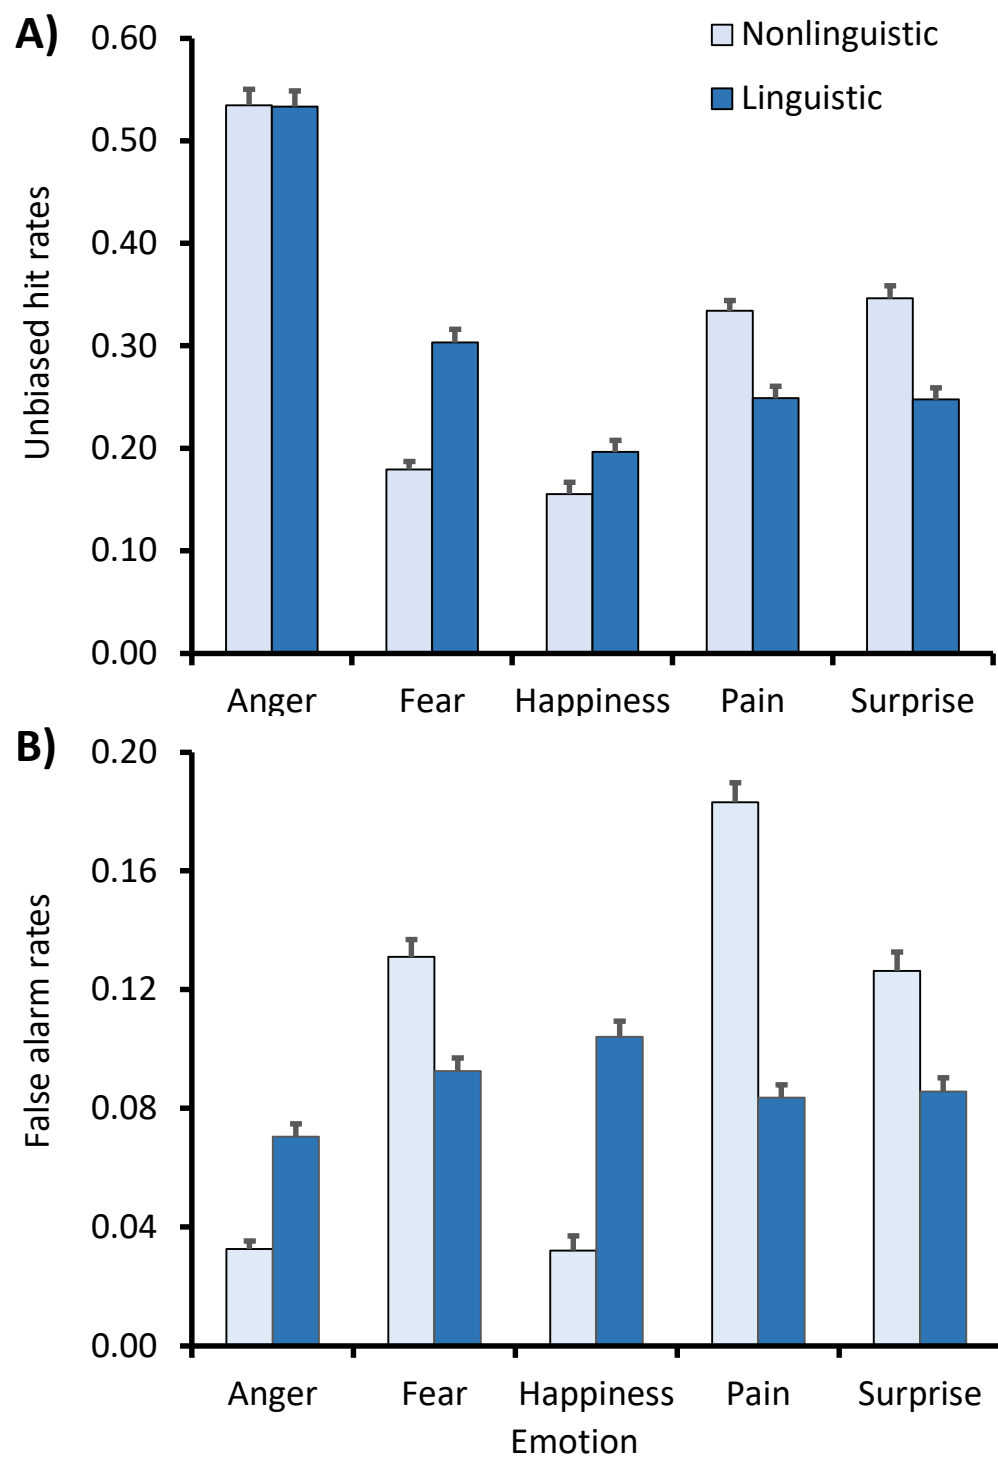 A)
Nonlinguistic
Linguistic
Unbiased hit rates
0.60
0.50
0.40
0.30
0.20
0.10
0.00
Anger Fear Happiness Pain Surprise
B)
False alarm rates
0.20
0.16
0.12
0.08
0.04
0.00
Anger Fear Happiness Pain Surprise
Emotion